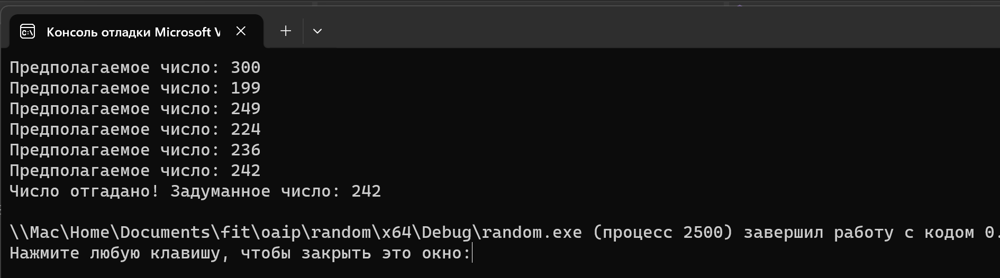 Консоль отладки Microsoft V
Предполагаемое число: 300
Предполагаемое число: 199
Предполагаемое число: 249
Предполагаемое число: 224
Предполагаемое число: 236
Предполагаемое число: 242
Число отгадано! Задуманное число: 242
\\Mac\Home\Documents\fit\oaip\random\x64\Debug\random.exe (процесс 2500) завершил работу с кодом 0.
Нажмите любую клавишу, чтобы закрыть это окно: